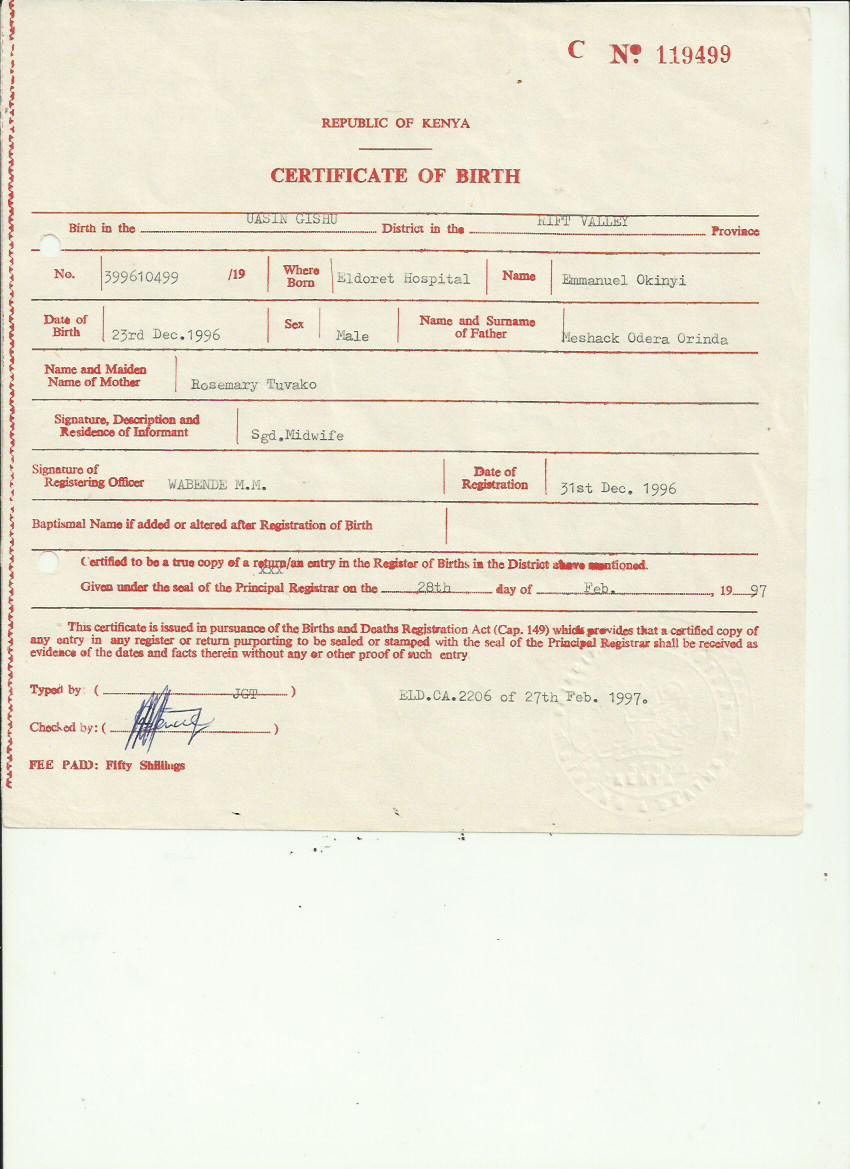 C Nº 119499
REPUBLIC OF KENYA
CERTIFICATE OF BIRTH
Birth in the UASIN GISHU District in the RIFT VALLEY Province
No. 399610499 /19 Where Born Eldoret Hospital Name Emmanuel Okinyi
Date of Birth 23rd Dec.1996 Sex Male Name and Surname of Father Meshack Odera Orinda
Name and Maiden Name of Mother Rosemary Tuvako
Signature, Description and Residence of Informant Sgd.Midwife
Signature of Registering Officer WABENDE M.M. Date of Registration 31st Dec. 1996
Baptismal Name if added or altered after Registration of Birth
Certified to be a true copy of a return/an entry in the Register of Births in the District above mentioned.
Given under the seal of the Principal Registrar on the 28th day of Feb. , 19 97
This certificate is issued in pursuance of the Births and Deaths Registration Act (Cap. 149) which provides that a certified copy of
any entry in any register or return purporting to be sealed or stamped with the seal of the Principal Registrar shall be received as
evidence of the dates and facts therein without any or other proof of such entry
Typed by: ( JGT ) ELD.CA.2206 of 27th Feb. 1997.
Checked by: ( )
FEE PAID: Fifty Shillings
KENYA